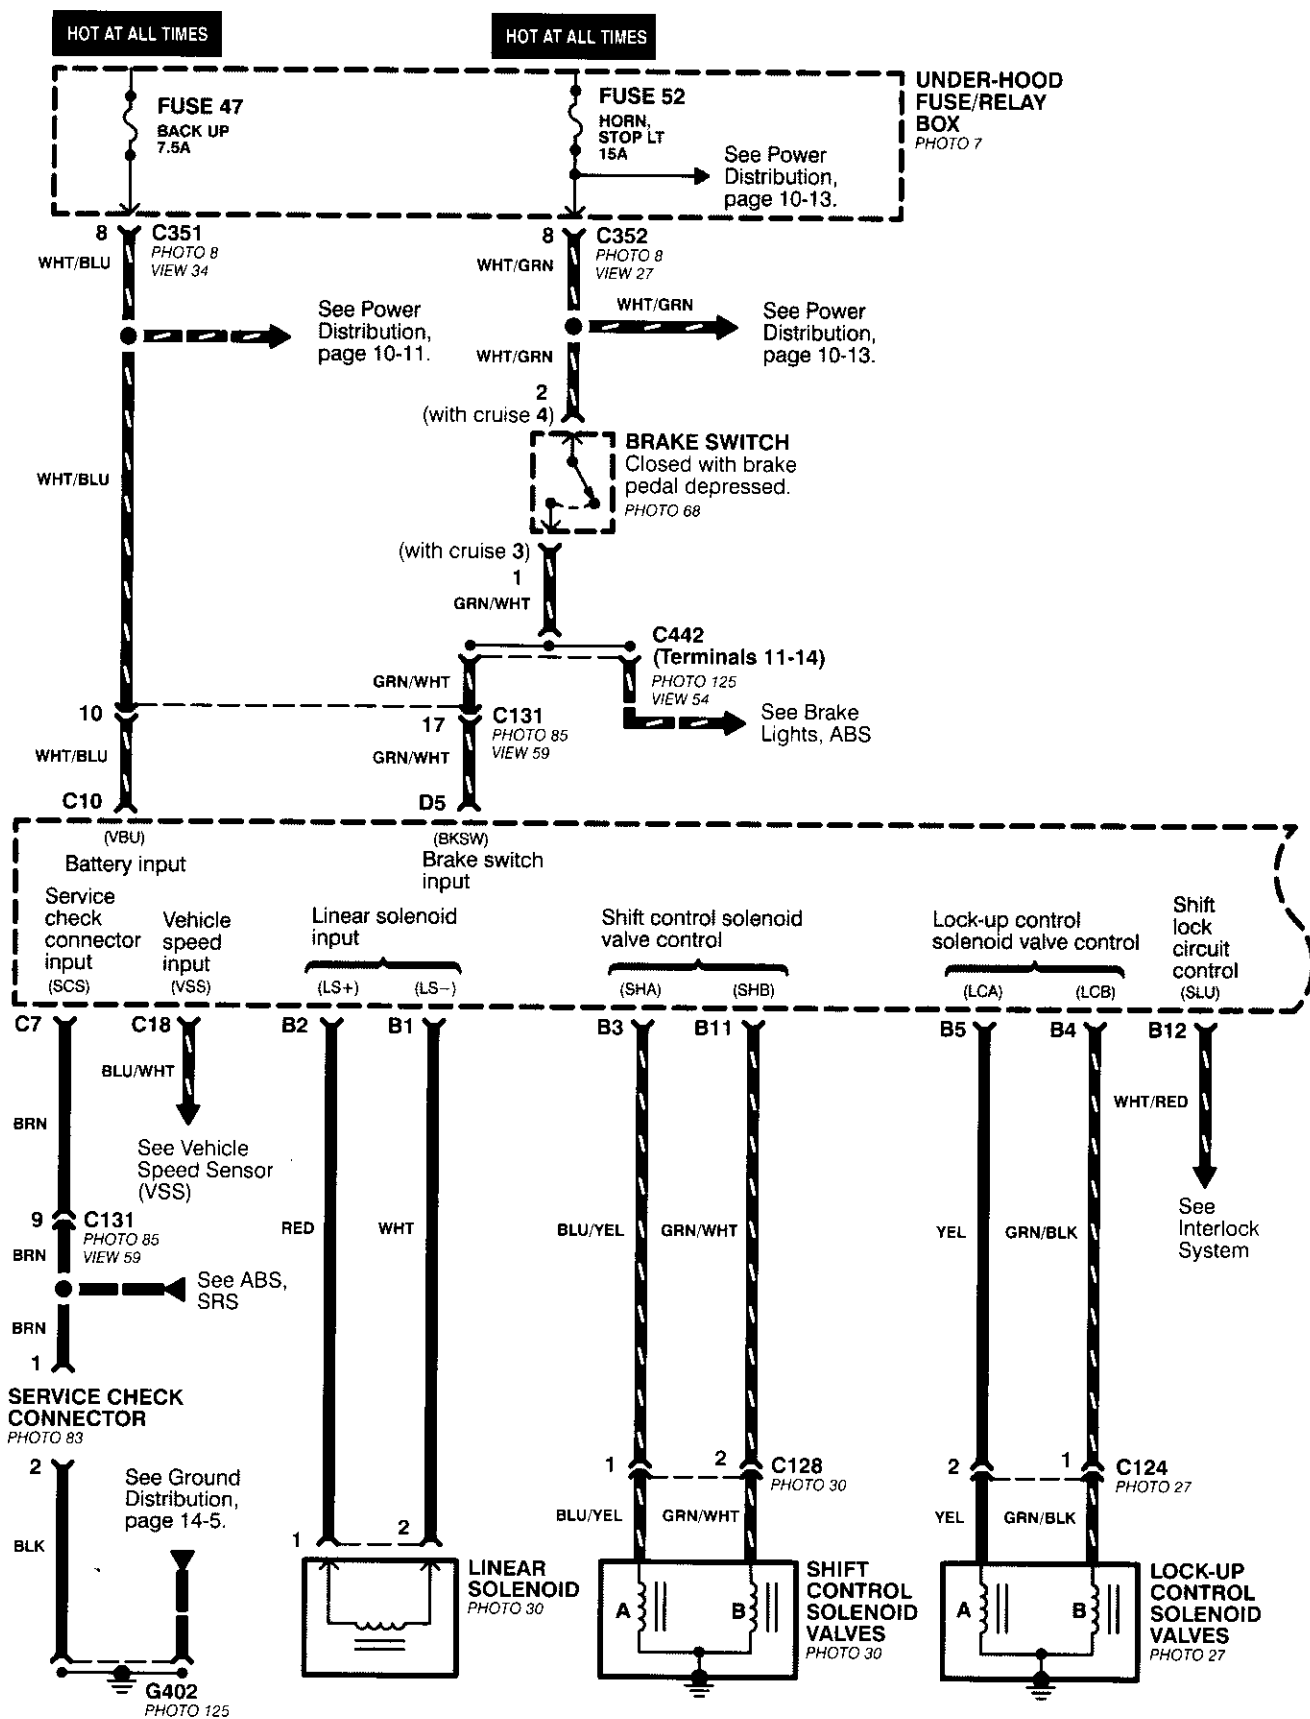 HOT AT ALL TIMES
HOT AT ALL TIMES
FUSE 47
BACK UP
7.5A
FUSE 52
HORN,
STOP LT
15A
See Power
Distribution,
page 10-13.
UNDER-HOOD
FUSE/RELAY
BOX
PHOTO 7
8
C351
PHOTO 8
VIEW 34
WHT/BLU
8
C352
PHOTO 8
VIEW 27
WHT/GRN
See Power
Distribution,
page 10-11.
WHT/GRN
See Power
Distribution,
page 10-13.
WHT/GRN
2
(with cruise 4)
BRAKE SWITCH
Closed with brake
pedal depressed.
PHOTO 68
WHT/BLU
(with cruise 3)
1
GRN/WHT
C442
(Terminals 11-14)
PHOTO 125
VIEW 54
GRN/WHT
See Brake
Lights, ABS
10
17
C131
PHOTO 85
VIEW 59
WHT/BLU
GRN/WHT
C10
D5
(VBU)
Battery input
(BKSW)
Brake switch
input
Service
check
connector
input
(SCS)
Vehicle
speed
input
(VSS)
Linear solenoid
input
(LS+)
(LS−)
Shift control solenoid
valve control
(SHA)
(SHB)
Lock-up control
solenoid valve control
(LCA)
(LCB)
Shift
lock
circuit
control
(SLU)
C7
C18
B2
B1
B3
B11
B5
B4
B12
BLU/WHT
WHT/RED
BRN
See Vehicle
Speed Sensor
(VSS)
See
Interlock
System
9
C131
PHOTO 85
VIEW 59
RED
WHT
BLU/YEL
GRN/WHT
YEL
GRN/BLK
BRN
See ABS,
SRS
BRN
1
SERVICE CHECK
CONNECTOR
PHOTO 83
2
See Ground
Distribution,
page 14-5.
BLK
1
2
C128
PHOTO 30
2
1
C124
PHOTO 27
BLU/YEL
GRN/WHT
YEL
GRN/BLK
1
2
LINEAR
SOLENOID
PHOTO 30
A
B
SHIFT
CONTROL
SOLENOID
VALVES
PHOTO 30
A
B
LOCK-UP
CONTROL
SOLENOID
VALVES
PHOTO 27
G402
PHOTO 125